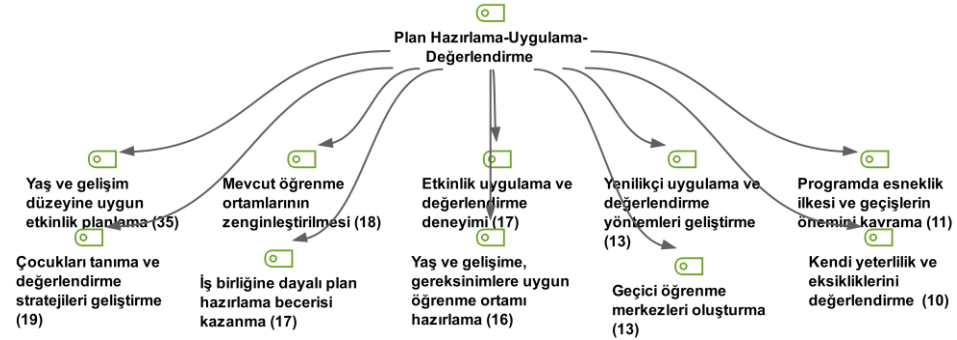 Plan Hazırlama-Uygulama-
Değerlendirme
Yaş ve gelişim
düzeyine uygun
etkinlik planlama (35)
Mevcut öğrenme
ortamlarının
zenginleştirilmesi (18)
Etkinlik uygulama ve
değerlendirme
deneyimi (17)
Yenilikçi uygulama ve
değerlendirme
yöntemleri geliştirme
(13)
Programda esneklik
ilkesi ve geçişlerin
önemini kavrama (11)
Çocukları tanıma ve
değerlendirme
stratejileri geliştirme
(19)
İş birliğine dayalı plan
hazırlama becerisi
kazanma (17)
Yaş ve gelişime,
gereksinimlere uygun
öğrenme ortamı
hazırlama (16)
Geçici öğrenme
merkezleri oluşturma
(13)
Kendi yeterlilik ve
eksikliklerini
değerlendirme (10)